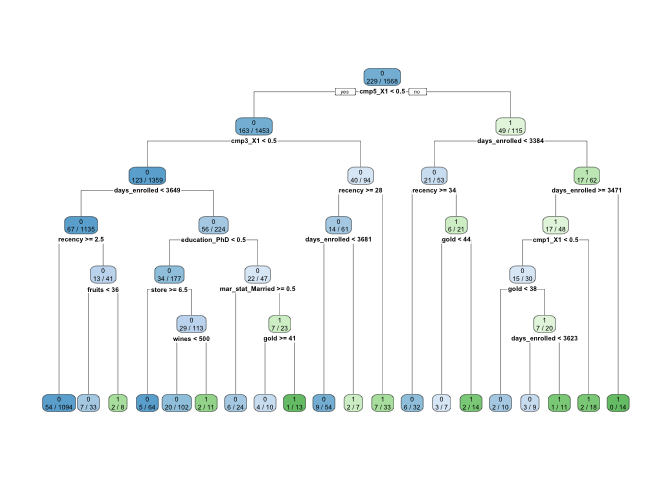 0
229 / 1568
yes cmp5_X1 < 0.5 no
0
163 / 1453
cmp3_X1 < 0.5
1
49 / 115
days_enrolled < 3384
0
123 / 1359
days_enrolled < 3649
0
40 / 94
recency >= 28
0
21 / 53
recency >= 34
1
17 / 62
days_enrolled >= 3471
0
67 / 1135
recency >= 2.5
0
56 / 224
education_PhD < 0.5
0
14 / 61
days_enrolled < 3681
1
6 / 21
gold < 44
1
17 / 48
cmp1_X1 < 0.5
0
13 / 41
fruits < 36
0
34 / 177
store >= 6.5
0
22 / 47
mar_stat_Married >= 0.5
0
15 / 30
gold < 38
0
29 / 113
wines < 500
1
7 / 23
gold >= 41
1
7 / 20
days_enrolled < 3623
0
54 / 1094
0
7 / 33
1
2 / 8
0
5 / 64
0
20 / 102
1
2 / 11
0
6 / 24
0
4 / 10
1
1 / 13
0
9 / 54
1
2 / 7
1
7 / 33
0
6 / 32
0
3 / 7
1
2 / 14
0
2 / 10
0
3 / 9
1
1 / 11
1
2 / 18
1
0 / 14